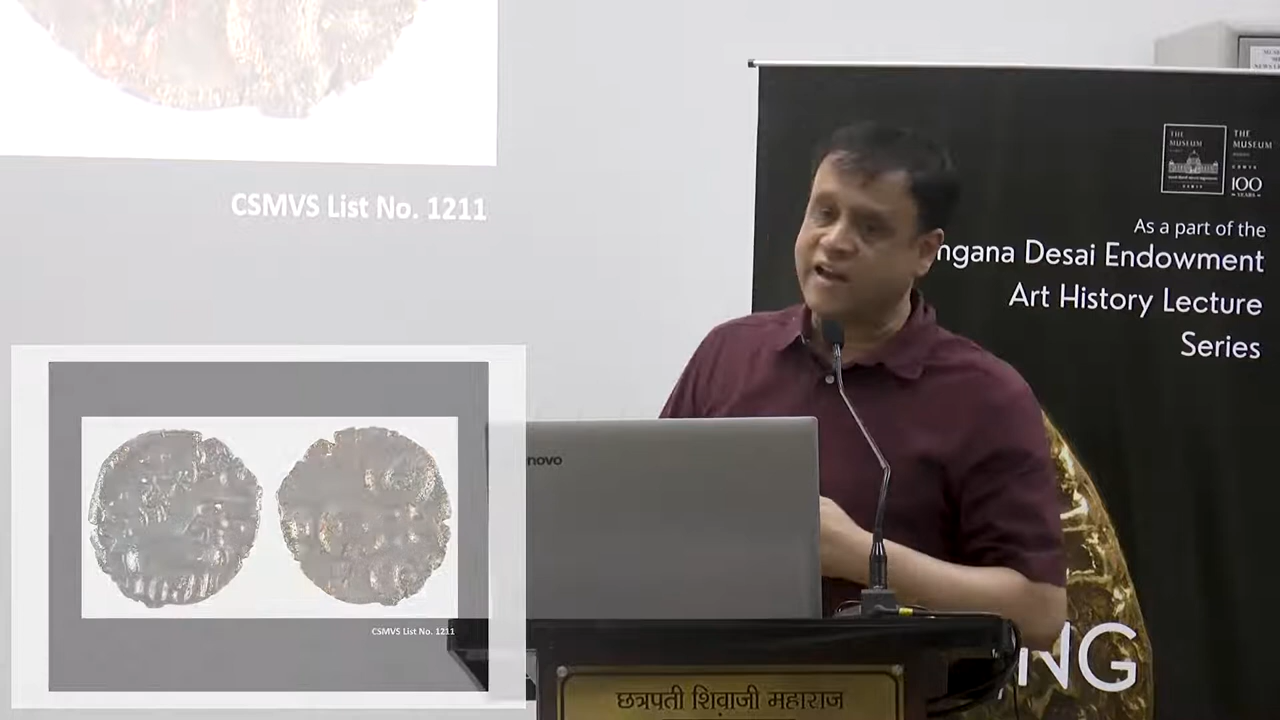 CSMVS List No. 1211
THE
MUSEUM
THE
MUSEUM
100
YEARS
As a part of the
ngana Desai Endowment
Art History Lecture
Series
novo
CSMVS List No. 1211
NG
छत्रपती शिवाजी महाराज